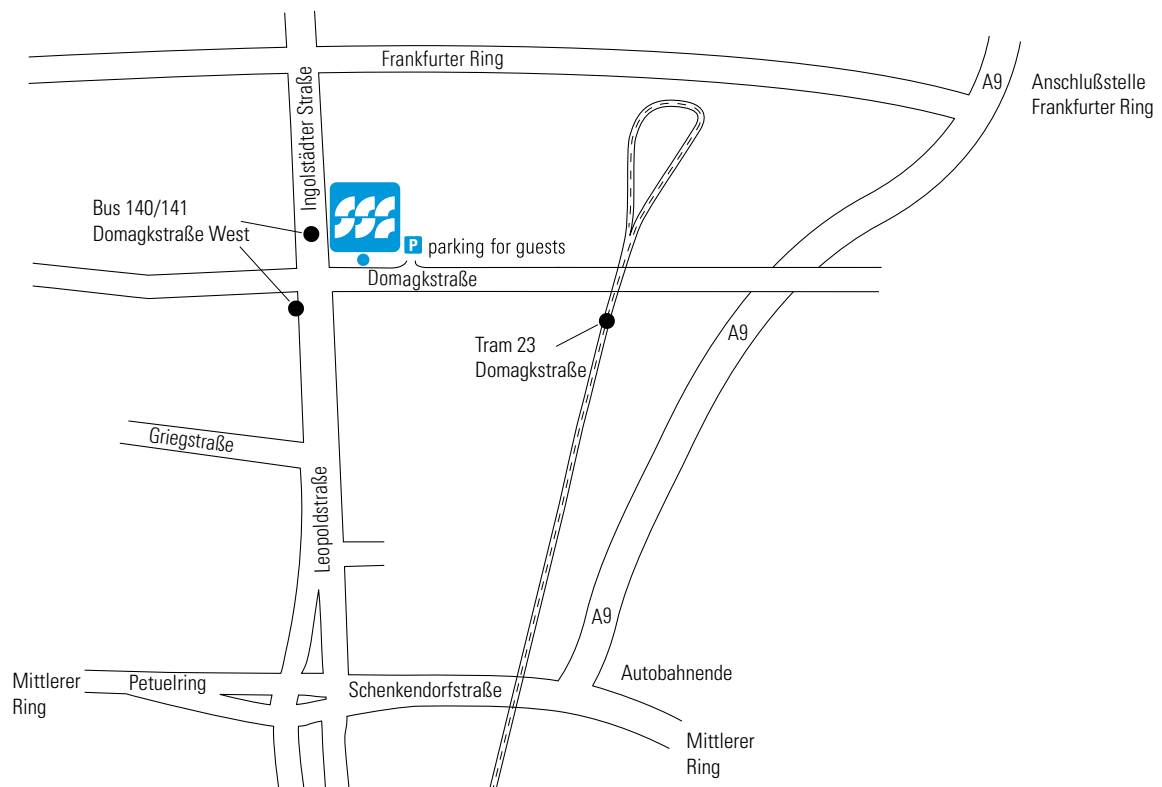 Frankfurter Ring
A9
Anschlußstelle
Frankfurter Ring
Ingolstädter Straße
Bus 140/141
Domagkstraße West
P
parking for guests
Domagkstraße
A9
Tram 23
Domagkstraße
Griegstraße
Leopoldstraße
A9
Autobahnende
Mittlerer
Ring
Petuelring
Schenkendorfstraße
Mittlerer
Ring